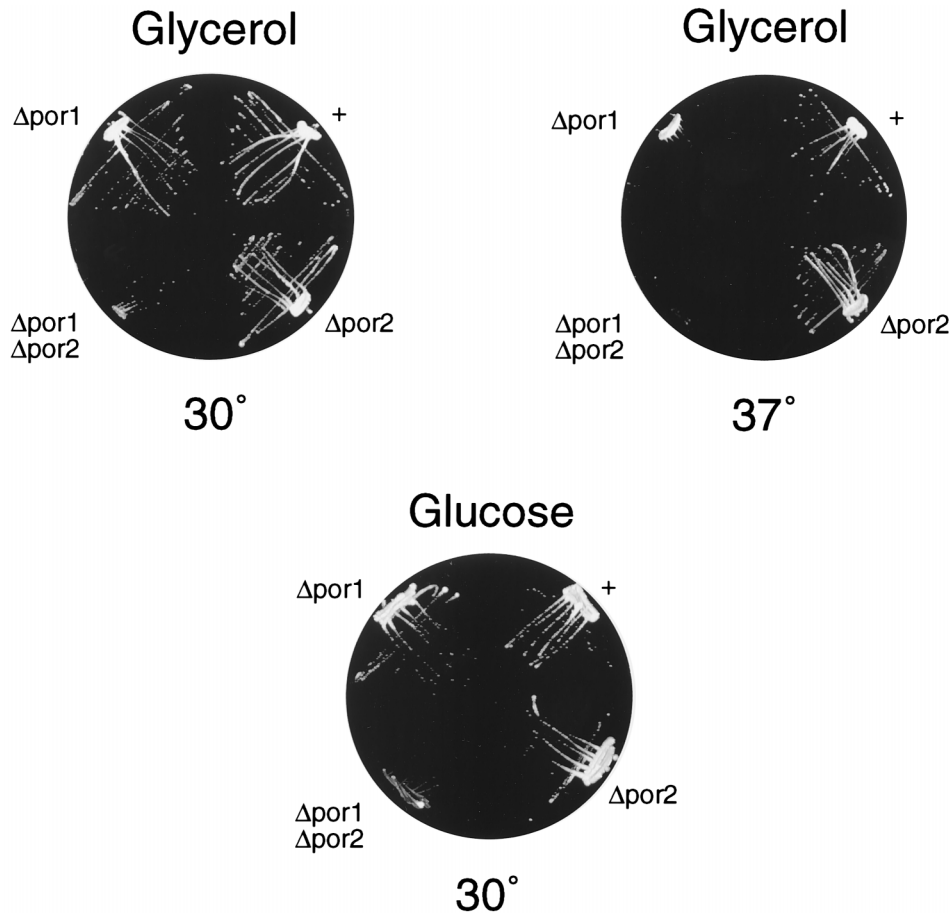 Glycerol
Glycerol
Δpor1
+
Δpor1
+
Δpor1
Δpor2
Δpor2
Δpor1
Δpor2
Δpor2
30°
37°
Glucose
Δpor1
+
Δpor1
Δpor2
Δpor2
30°